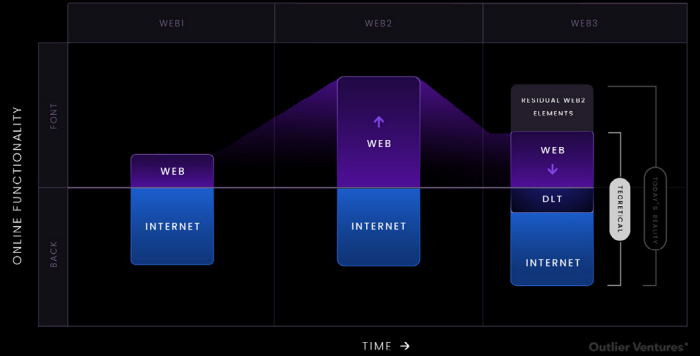 WEB1
WEB2
WEB3
ONLINE FUNCTIONALITY
FONT
BACK
WEB
INTERNET
WEB
INTERNET
RESIDUAL WEB2
ELEMENTS
WEB
DLT
INTERNET
TEORETICAL
TODAY'S REALITY
TIME →
Outlier Ventures°